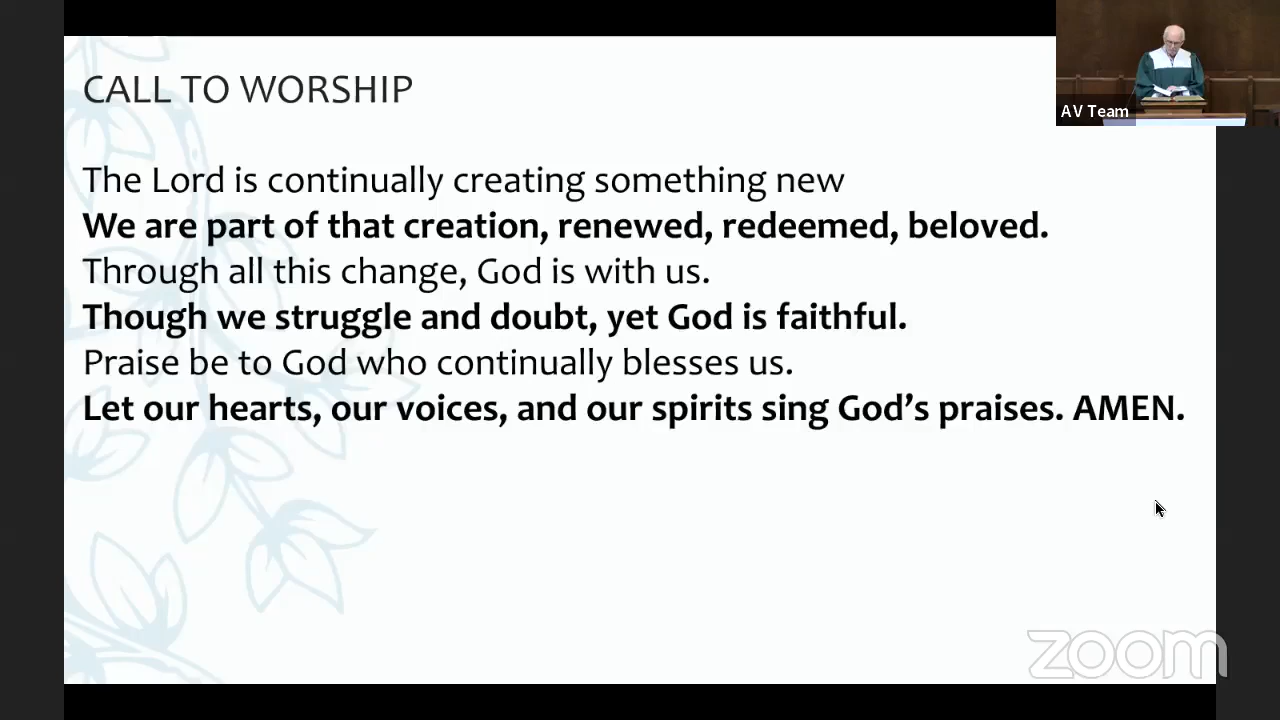 CALL TO WORSHIP
AV Team
The Lord is continually creating something new
We are part of that creation, renewed, redeemed, beloved.
Through all this change, God is with us.
Though we struggle and doubt, yet God is faithful.
Praise be to God who continually blesses us.
Let our hearts, our voices, and our spirits sing God’s praises. AMEN.
zoom